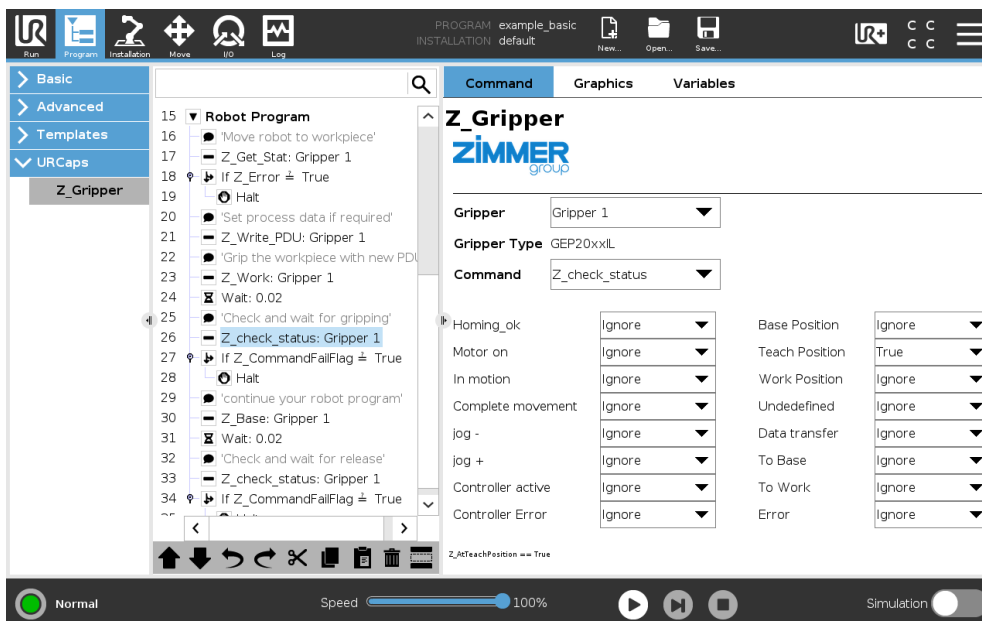 PROGRAM example_basic
INSTALLATION default
Run Program Installation Move I/O Log New... Open... Save...
UR UR+ C C
C C
Basic
Advanced
Templates
URCaps
Z_Gripper
15 Robot Program
16 'Move robot to workpiece'
17 Z_Get_Stat: Gripper 1
18 If Z_Error ≟ True
19 Halt
20 'Set process data if required'
21 Z_Write_PDU: Gripper 1
22 'Grip the workpiece with new PDU
23 Z_Work: Gripper 1
24 Wait: 0.02
25 'Check and wait for gripping'
26 Z_check_status: Gripper 1
27 If Z_CommandFailFlag ≟ True
28 Halt
29 'continue your robot program'
30 Z_Base: Gripper 1
31 Wait: 0.02
32 'Check and wait for release'
33 Z_check_status: Gripper 1
34 If Z_CommandFailFlag ≟ True
Command Graphics Variables
Z_Gripper
ZIMMER
group
Gripper Gripper 1
Gripper Type GEP20xxIL
Command Z_check_status
Homing_ok Ignore Base Position Ignore
Motor on Ignore Teach Position True
In motion Ignore Work Position Ignore
Complete movement Ignore Undedefined Ignore
jog - Ignore Data transfer Ignore
jog + Ignore To Base Ignore
Controller active Ignore To Work Ignore
Controller Error Ignore Error Ignore
Z_AtTeachPosition == True
Normal Speed 100% Simulation